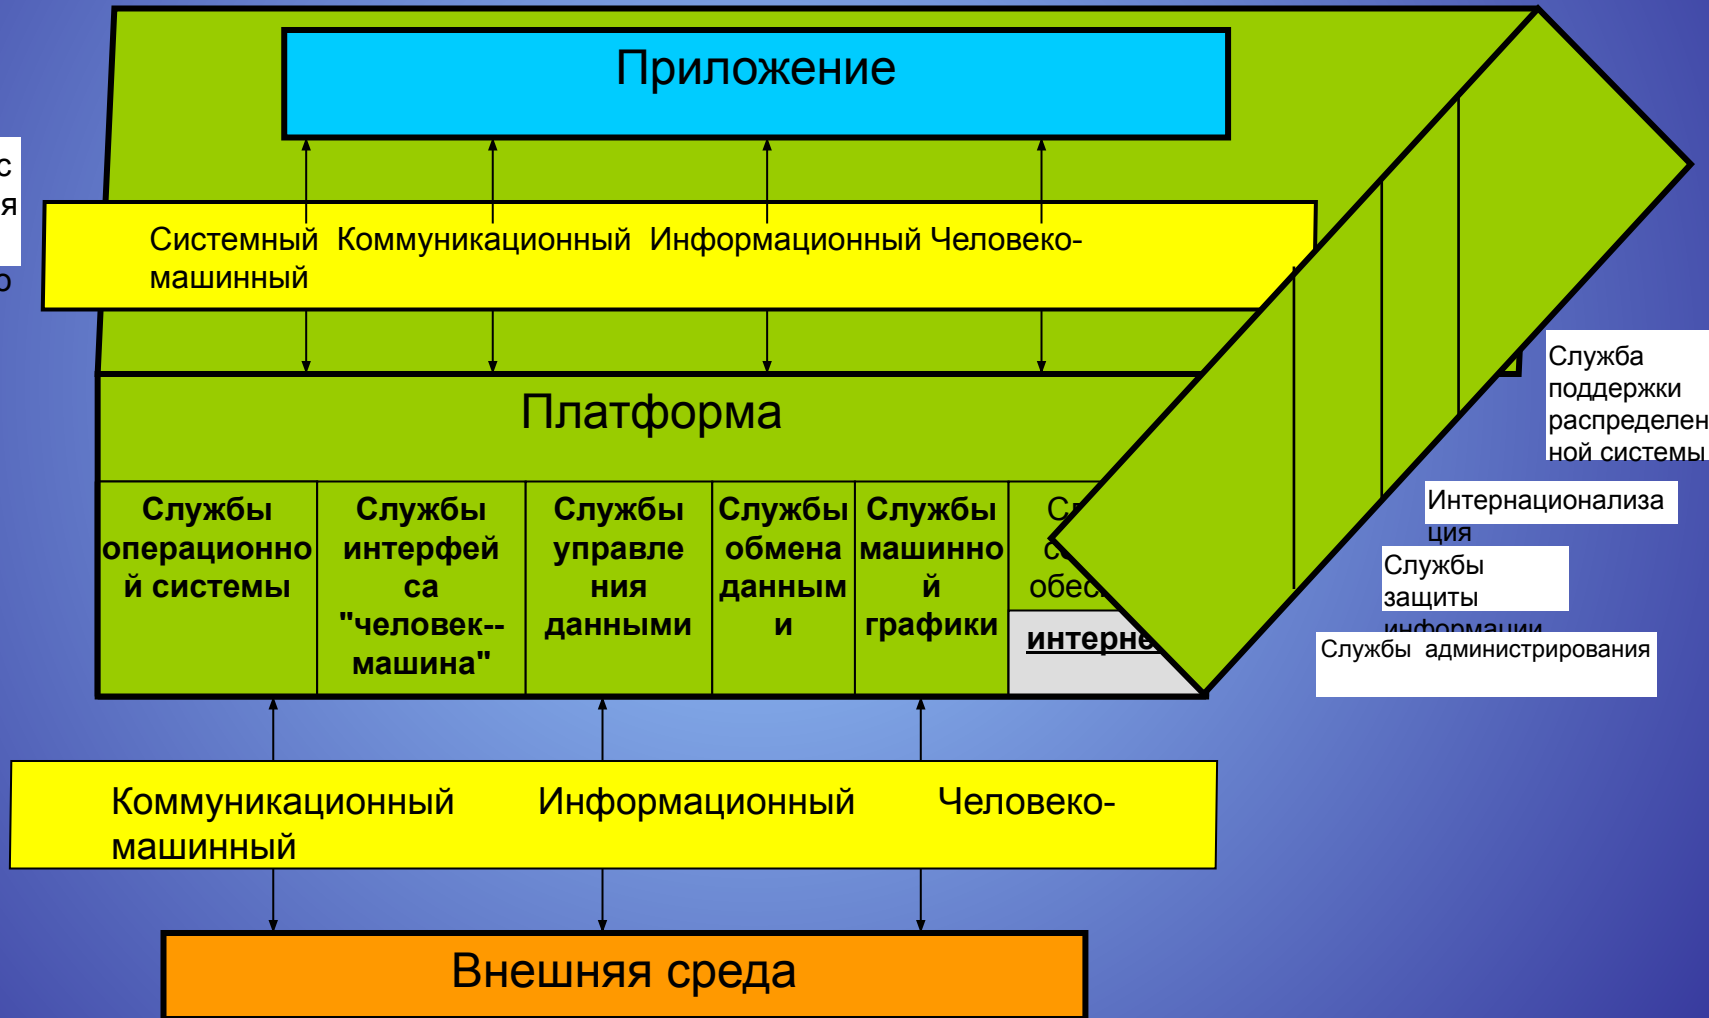 Приложение
с
я
Системный Коммуникационный Информационный Человеко-
машинный
Платформа
Служба
поддержки
распределен
ной системы
Службы
операционно
й системы
Службы
интерфей
са
"человек--
машина"
Службы
управле
ния
данными
Службы
обмена
данным
и
Службы
машинно
й
графики
интерне
Интернационализа
ция
Службы
защиты
информации
Службы администрирования
Коммуникационный Информационный Человеко-
машинный
Внешняя среда